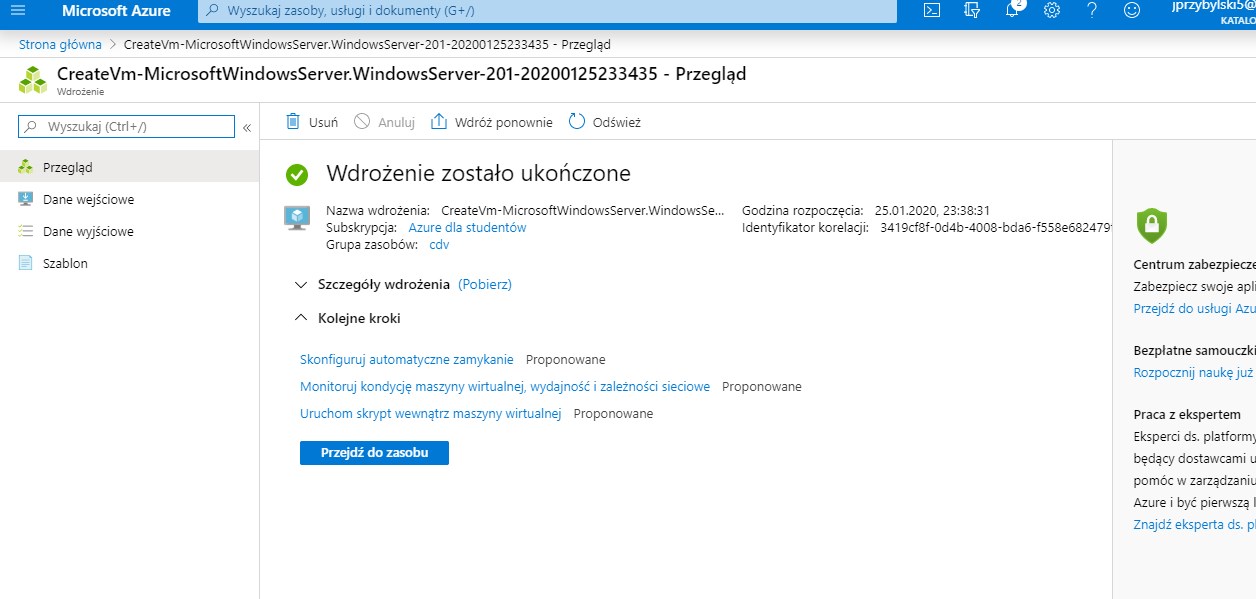 Microsoft Azure
Wyszukaj zasoby, usługi i dokumenty (G+/)
2
jprzybylski5@
KATALO
Strona główna > CreateVm-MicrosoftWindowsServer.WindowsServer-201-20200125233435 - Przegląd
CreateVm-MicrosoftWindowsServer.WindowsServer-201-20200125233435 - Przegląd
Wdrożenie
Wyszukaj (Ctrl+/)
«
Przegląd
Dane wejściowe
Dane wyjściowe
Szablon
Usuń Anuluj Wdróż ponownie Odśwież
Wdrożenie zostało ukończone
Nazwa wdrożenia: CreateVm-MicrosoftWindowsServer.WindowsSe...
Subskrypcja: Azure dla studentów
Grupa zasobów: cdv
Godzina rozpoczęcia: 25.01.2020, 23:38:31
Identyfikator korelacji: 3419cf8f-0d4b-4008-bda6-f558e682479
Szczegóły wdrożenia (Pobierz)
Kolejne kroki
Skonfiguruj automatyczne zamykanie Proponowane
Monitoruj kondycję maszyny wirtualnej, wydajność i zależności sieciowe Proponowane
Uruchom skrypt wewnątrz maszyny wirtualnej Proponowane
Przejdź do zasobu
Centrum zabezpiecze
Zabezpiecz swoje apli
Przejdź do usługi Azu
Bezpłatne samouczki
Rozpocznij naukę już
Praca z ekspertem
Eksperci ds. platformy
będący dostawcami u
pomóc w zarządzaniu
Azure i być pierwszą l
Znajdź eksperta ds. pl